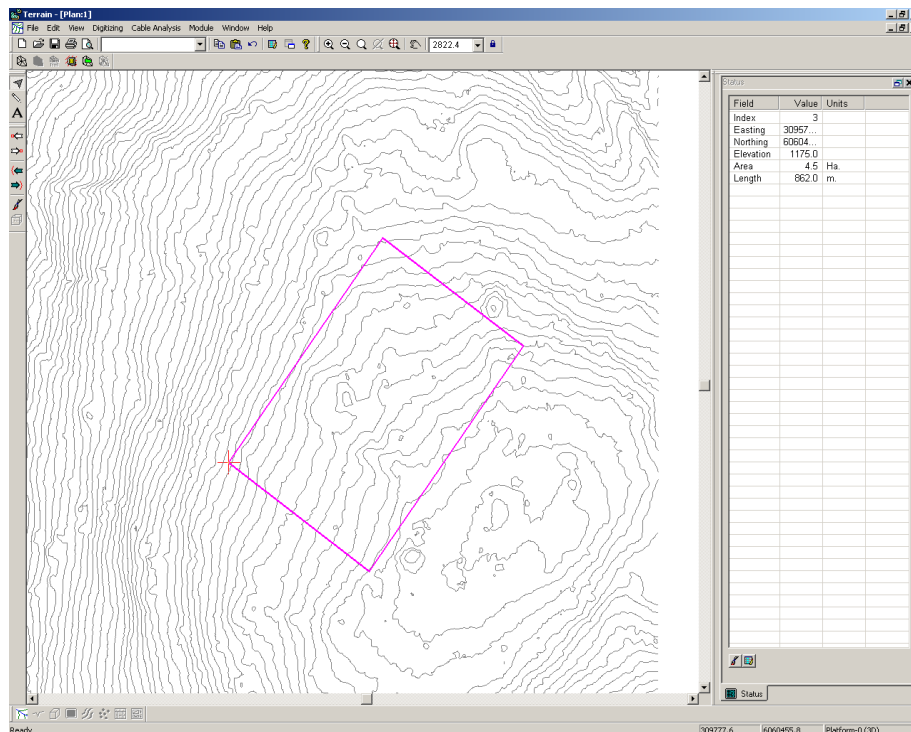 Terrain - [Plan:1]
File Edit View Digitizing Cable Analysis Module Window Help
2822.4
A
Status
Field Value Units
Index 3
Easting 30957...
Northing 60604...
Elevation 1175.0
Area 4.5 Ha.
Length 862.0 m.
Status
Ready 309777.6 6060455.8 Platform-0 (3D)